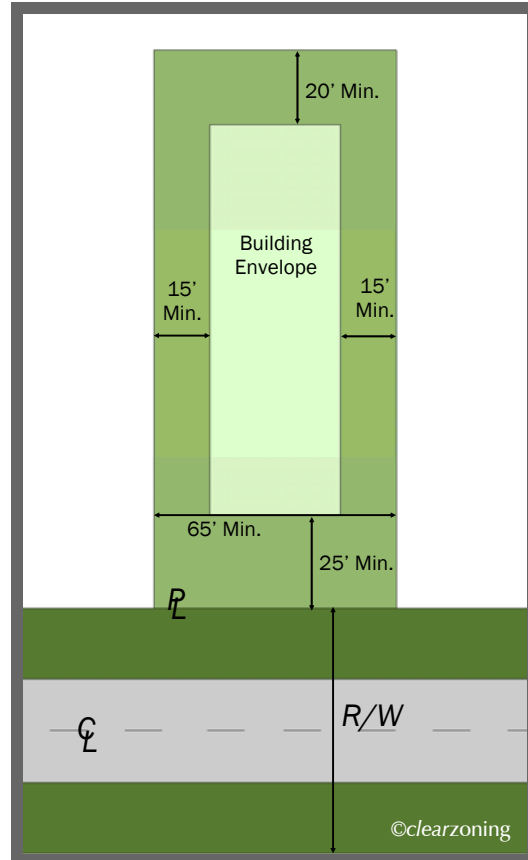 20’ Min.
Building
Envelope
15’
Min.
15’
Min.
65’ Min.
25’ Min.
PL
R/W
CL
©clearzoning